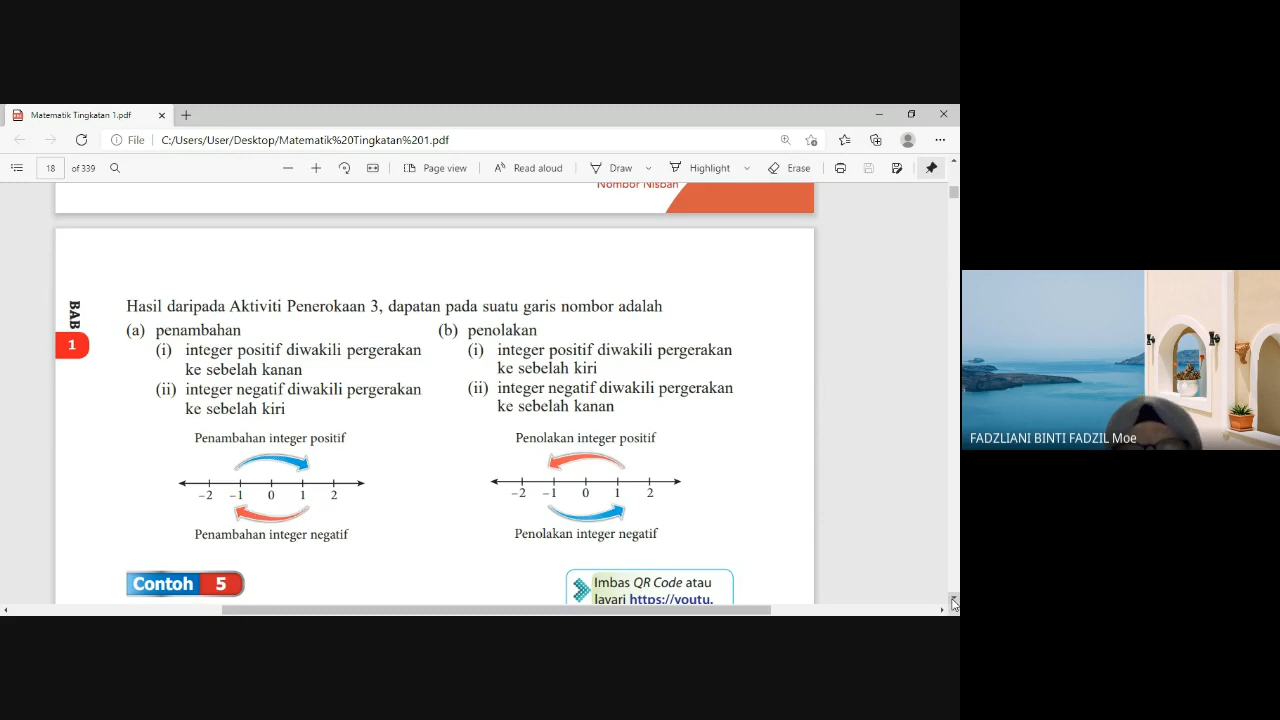 Matematik Tingkatan 1.pdf
File C:/Users/User/Desktop/Matematik%20Tingkatan%201.pdf
18 of 339 Page view Read aloud Draw Highlight Erase
Nombor Nisbah
BAB
1
Hasil daripada Aktiviti Penerokaan 3, dapatan pada suatu garis nombor adalah
(a) penambahan
(i) integer positif diwakili pergerakan
ke sebelah kanan
(ii) integer negatif diwakili pergerakan
ke sebelah kiri
Penambahan integer positif
−2 −1 0 1 2
Penambahan integer negatif
(b) penolakan
(i) integer positif diwakili pergerakan
ke sebelah kiri
(ii) integer negatif diwakili pergerakan
ke sebelah kanan
Penolakan integer positif
−2 −1 0 1 2
Penolakan integer negatif
Contoh 5
Imbas QR Code atau
layari https://youtu.
FADZLIANI BINTI FADZIL Moe